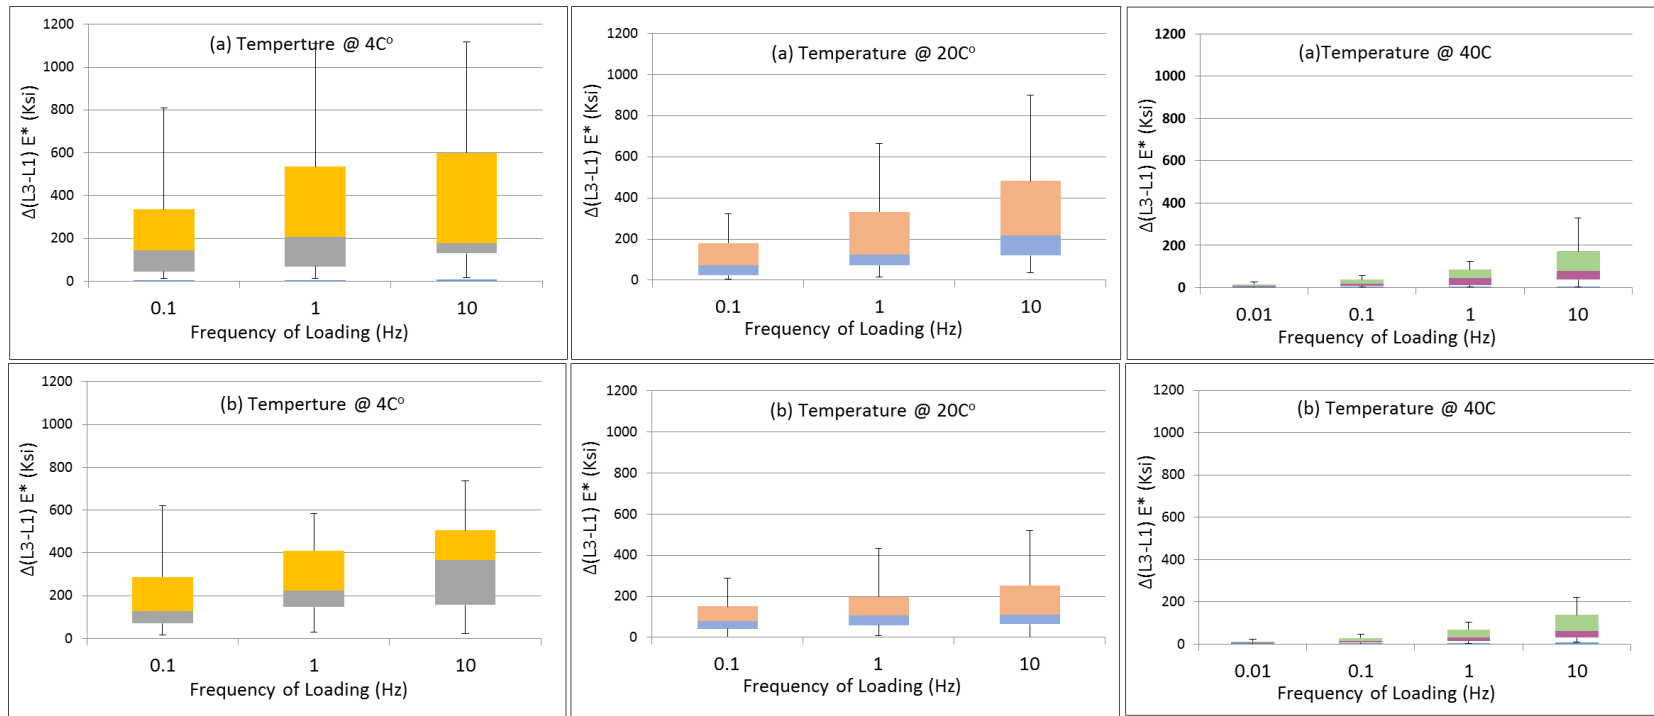 (a) Temperture @ 4Cº
Δ(L3-L1) E* (Ksi)
1200
1000
800
600
400
200
0
0.1 1 10
Frequency of Loading (Hz)
(a) Temperature @ 20Cº
Δ(L3-L1) E* (Ksi)
1200
1000
800
600
400
200
0
0.1 1 10
Frequency of Loading (Hz)
(a)Temperature @ 40C
Δ(L3-L1) E* (Ksi)
1200
1000
800
600
400
200
0
0.01 0.1 1 10
Frequency of Loading (Hz)
(b) Temperture @ 4Cº
Δ(L3-L1) E* (Ksi)
1200
1000
800
600
400
200
0
0.1 1 10
Frequency of Loading (Hz)
(b) Temperature @ 20Cº
Δ(L3-L1) E* (Ksi)
1200
1000
800
600
400
200
0
0.1 1 10
Frequency of Loading (Hz)
(b) Temperature @ 40C
Δ(L3-L1) E* (Ksi)
1200
1000
800
600
400
200
0
0.01 0.1 1 10
Frequency of Loading (Hz)